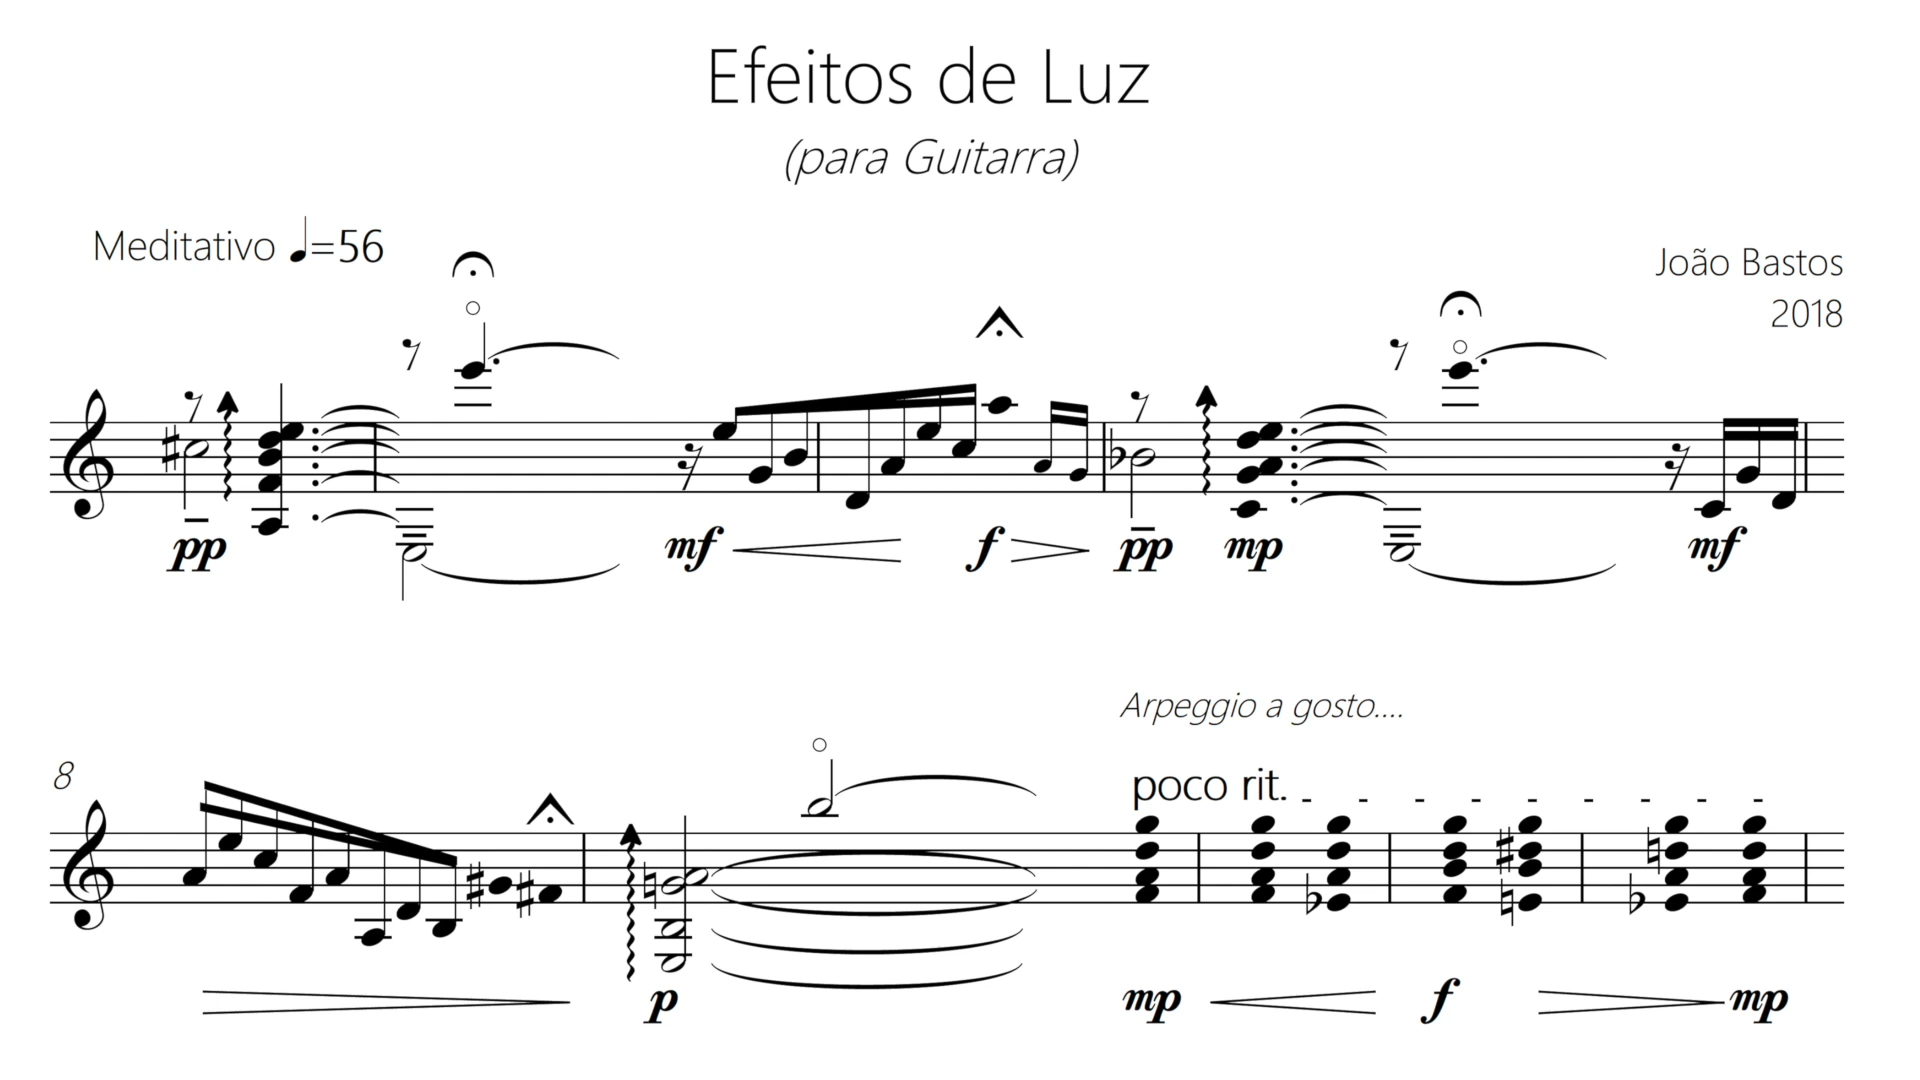 Efeitos de Luz
(para Guitarra)
Meditativo ♩=56
João Bastos
2018
pp mf f pp mp mf
Arpeggio a gosto....
8
poco rit. - - - - - - - - -
p mp f mp